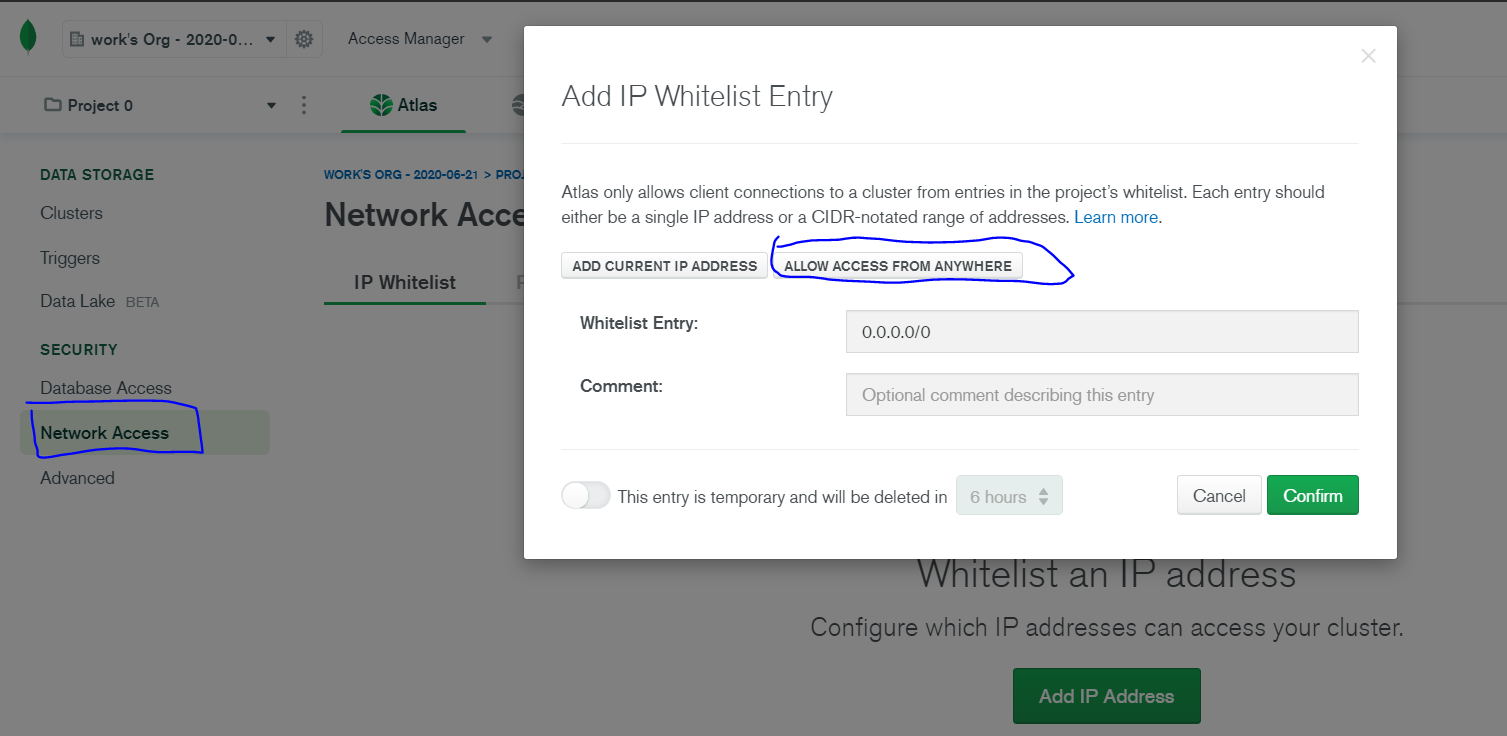 work's Org - 2020-0...
Access Manager
Project 0
Atlas
DATA STORAGE
Clusters
Triggers
Data Lake BETA
SECURITY
Database Access
Network Access
Advanced
WORK'S ORG - 2020-06-21 > PROJ
Network Acce
IP Whitelist
Add IP Whitelist Entry
Atlas only allows client connections to a cluster from entries in the project's whitelist. Each entry should
either be a single IP address or a CIDR-notated range of addresses. Learn more.
ADD CURRENT IP ADDRESS
ALLOW ACCESS FROM ANYWHERE
Whitelist Entry:
0.0.0.0/0
Comment:
Optional comment describing this entry
This entry is temporary and will be deleted in
6 hours
Cancel
Confirm
Whitelist an IP address
Configure which IP addresses can access your cluster.
Add IP Address